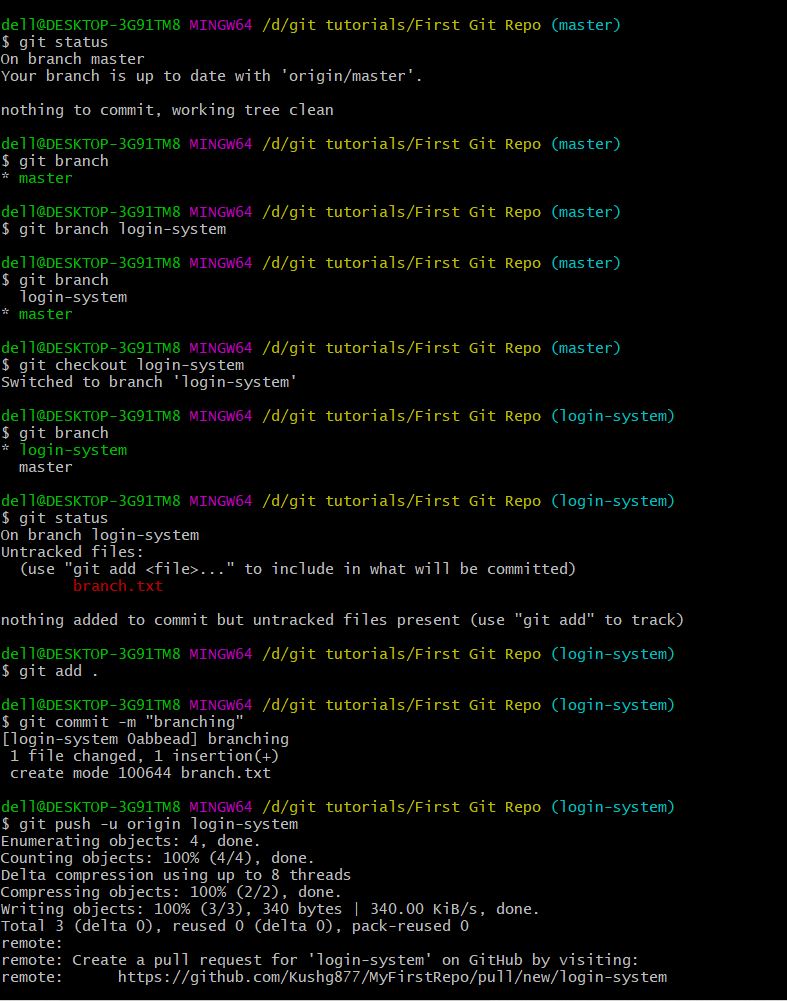 dell@DESKTOP-3G91TM8 MINGW64 /d/git tutorials/First Git Repo (master)
$ git status
On branch master
Your branch is up to date with 'origin/master'.
nothing to commit, working tree clean
dell@DESKTOP-3G91TM8 MINGW64 /d/git tutorials/First Git Repo (master)
$ git branch
* master
dell@DESKTOP-3G91TM8 MINGW64 /d/git tutorials/First Git Repo (master)
$ git branch login-system
dell@DESKTOP-3G91TM8 MINGW64 /d/git tutorials/First Git Repo (master)
$ git branch
  login-system
* master
dell@DESKTOP-3G91TM8 MINGW64 /d/git tutorials/First Git Repo (master)
$ git checkout login-system
Switched to branch 'login-system'
dell@DESKTOP-3G91TM8 MINGW64 /d/git tutorials/First Git Repo (login-system)
$ git branch
* login-system
  master
dell@DESKTOP-3G91TM8 MINGW64 /d/git tutorials/First Git Repo (login-system)
$ git status
On branch login-system
Untracked files:
  (use "git add <file>..." to include in what will be committed)
        branch.txt
nothing added to commit but untracked files present (use "git add" to track)
dell@DESKTOP-3G91TM8 MINGW64 /d/git tutorials/First Git Repo (login-system)
$ git add .
dell@DESKTOP-3G91TM8 MINGW64 /d/git tutorials/First Git Repo (login-system)
$ git commit -m "branching"
[login-system 0abbead] branching
 1 file changed, 1 insertion(+)
 create mode 100644 branch.txt
dell@DESKTOP-3G91TM8 MINGW64 /d/git tutorials/First Git Repo (login-system)
$ git push -u origin login-system
Enumerating objects: 4, done.
Counting objects: 100% (4/4), done.
Delta compression using up to 8 threads
Compressing objects: 100% (2/2), done.
Writing objects: 100% (3/3), 340 bytes | 340.00 KiB/s, done.
Total 3 (delta 0), reused 0 (delta 0), pack-reused 0
remote:
remote: Create a pull request for 'login-system' on GitHub by visiting:
remote:      https://github.com/Kushg877/MyFirstRepo/pull/new/login-system